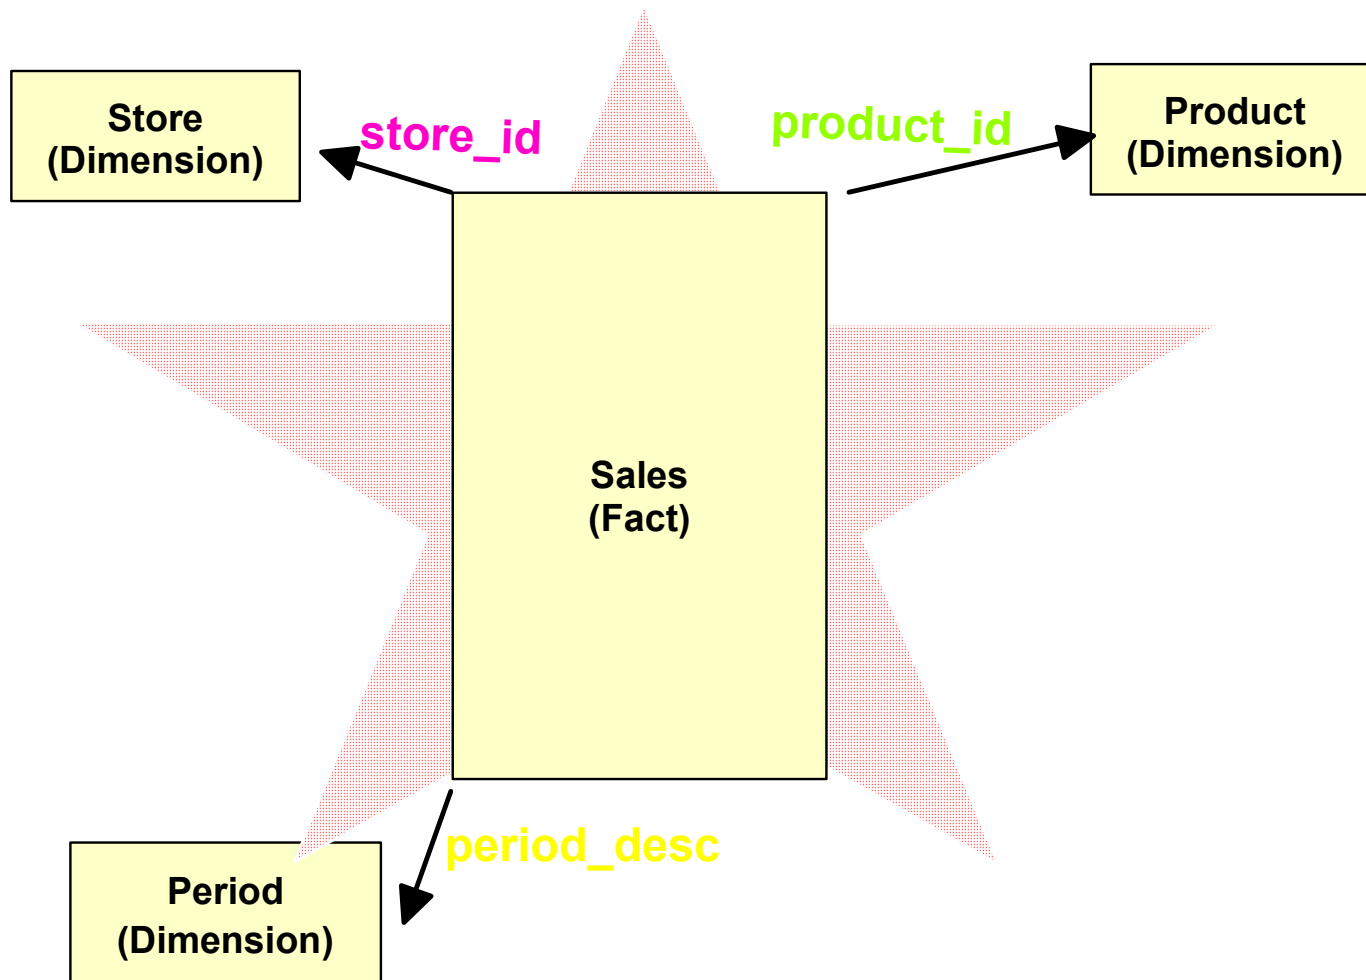 Store
(Dimension)
store_id
product_id
Product
(Dimension)
Sales
(Fact)
period_desc
Period
(Dimension)